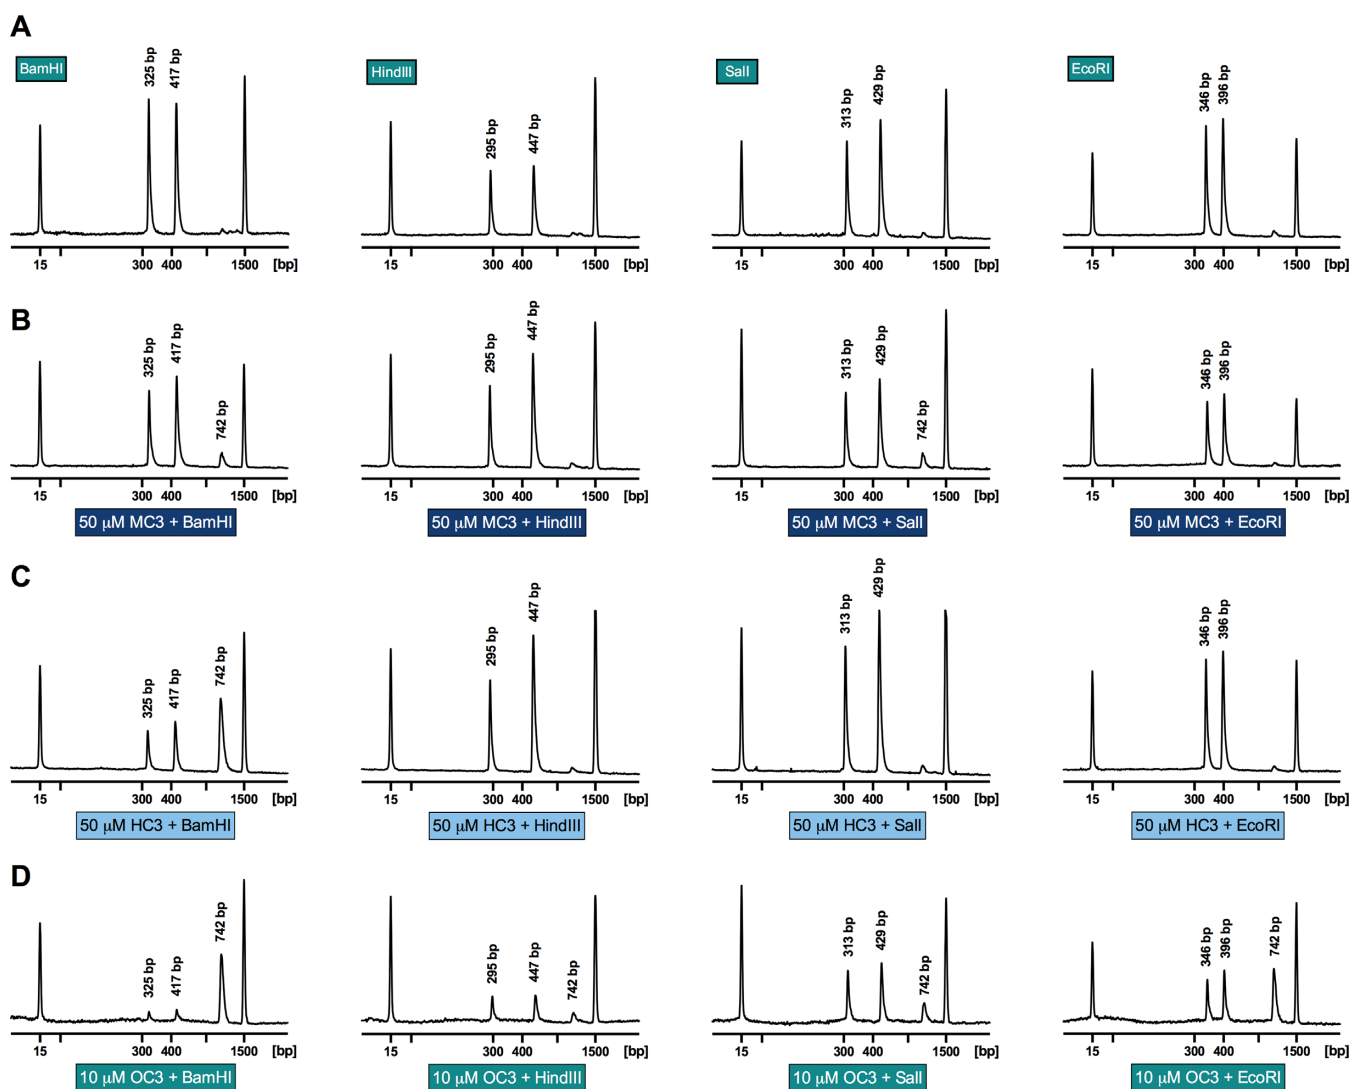 A
BamHI
325 bp
417 bp
HindIII
295 bp
447 bp
SalI
313 bp
429 bp
EcoRI
346 bp
396 bp
15 300 400 1500 [bp]
15 300 400 1500 [bp]
15 300 400 1500 [bp]
15 300 400 1500 [bp]
B
325 bp
417 bp
742 bp
295 bp
447 bp
313 bp
429 bp
742 bp
346 bp
396 bp
15 300 400 1500 [bp]
15 300 400 1500 [bp]
15 300 400 1500 [bp]
15 300 400 1500 [bp]
50 μM MC3 + BamHI
50 μM MC3 + HindIII
50 μM MC3 + SalI
50 μM MC3 + EcoRI
C
325 bp
417 bp
742 bp
295 bp
447 bp
313 bp
429 bp
346 bp
396 bp
15 300 400 1500 [bp]
15 300 400 1500 [bp]
15 300 400 1500 [bp]
15 300 400 1500 [bp]
50 μM HC3 + BamHI
50 μM HC3 + HindIII
50 μM HC3 + SalI
50 μM HC3 + EcoRI
D
325 bp
417 bp
742 bp
295 bp
447 bp
742 bp
313 bp
429 bp
742 bp
346 bp
396 bp
742 bp
15 300 400 1500 [bp]
15 300 400 1500 [bp]
15 300 400 1500 [bp]
15 300 400 1500 [bp]
10 μM OC3 + BamHI
10 μM OC3 + HindIII
10 μM OC3 + SalI
10 μM OC3 + EcoRI